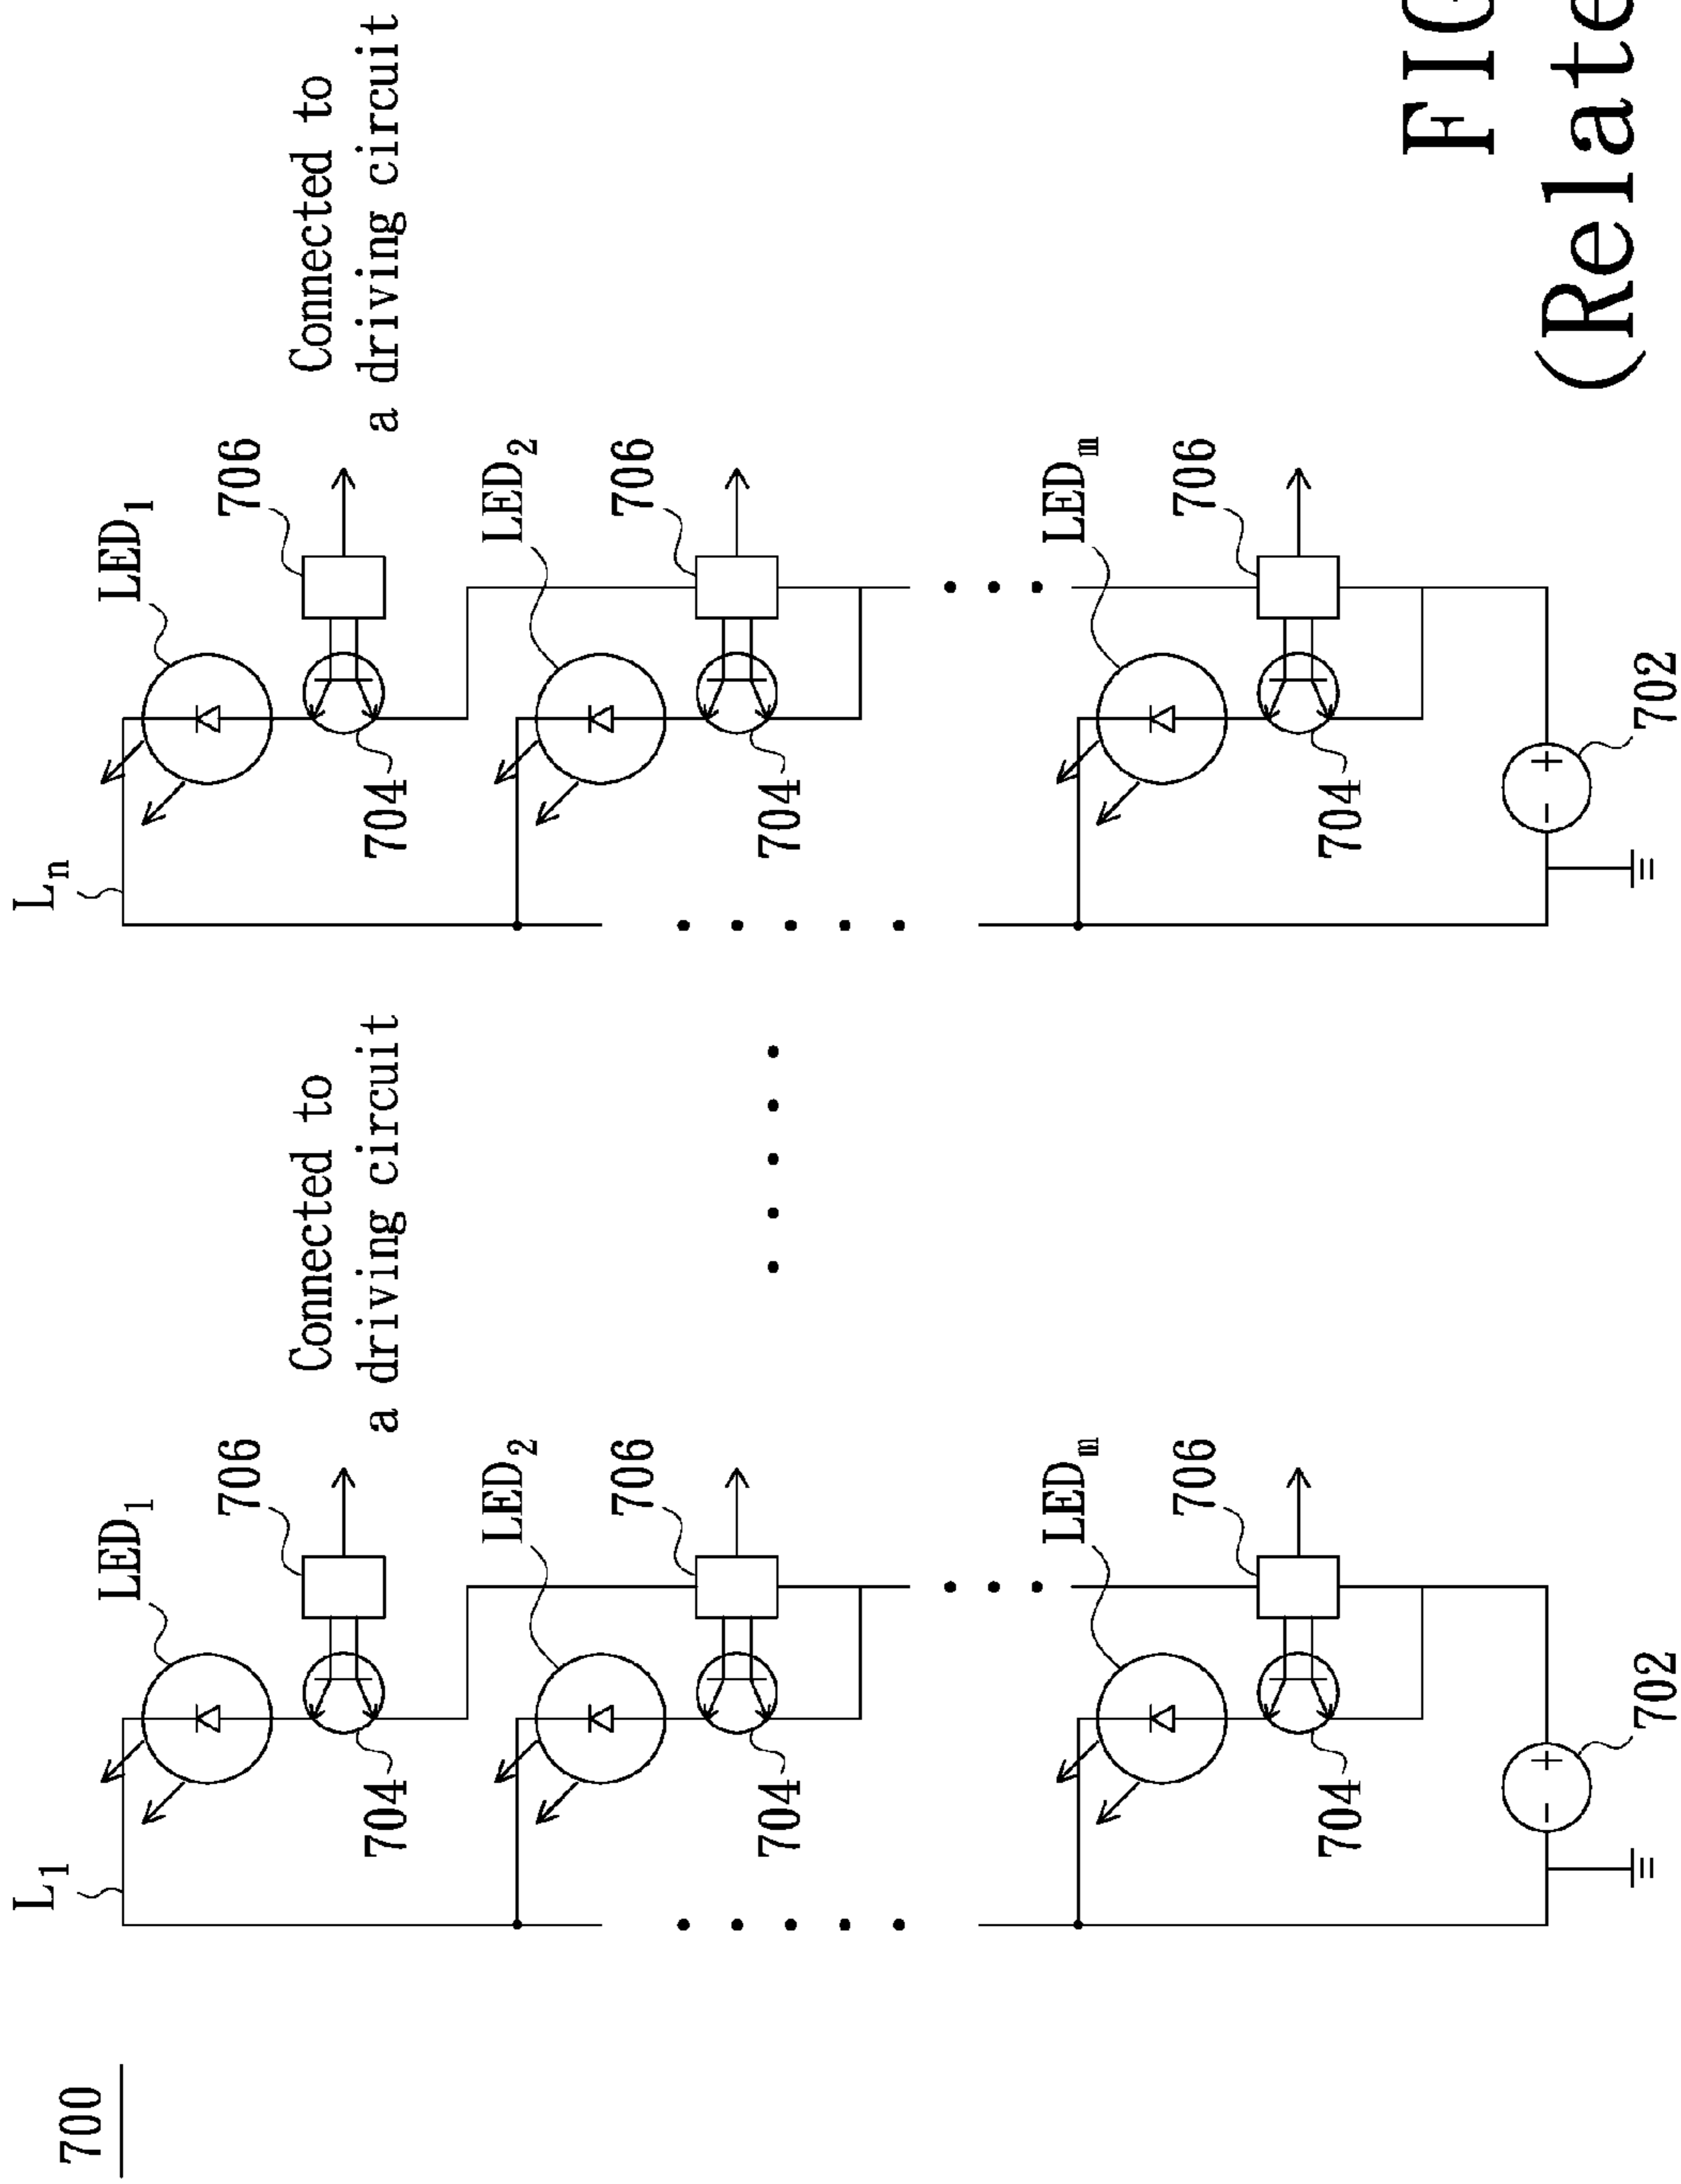 700
L1
Ln
LED1
LED1
706
706
Connected to
a driving circuit
Connected to
a driving circuit
704
704
LED2
LED2
706
706
704
704
LEDm
LEDm
706
706
704
704
+
-
+
-
702
702
FIG
(Relate